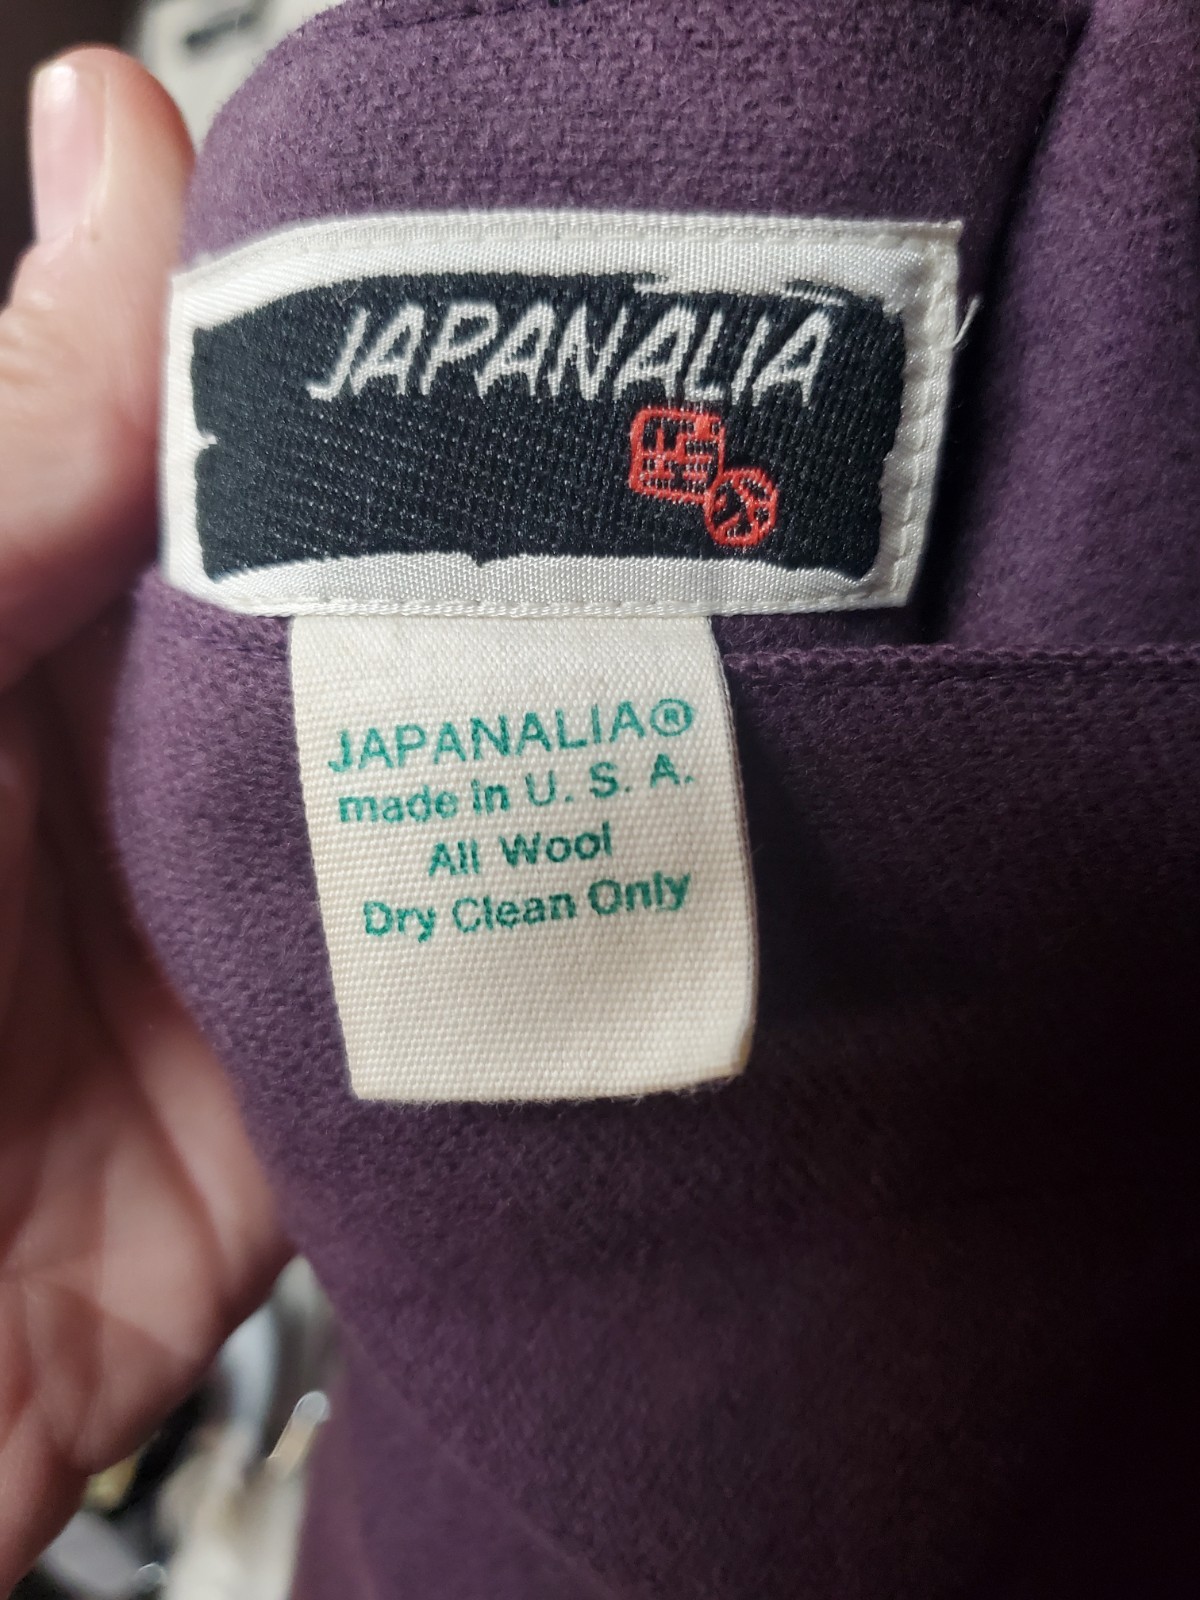 JAPANALIA
JAPANALIA®
made in U. S. A.
All Wool
Dry Clean Only